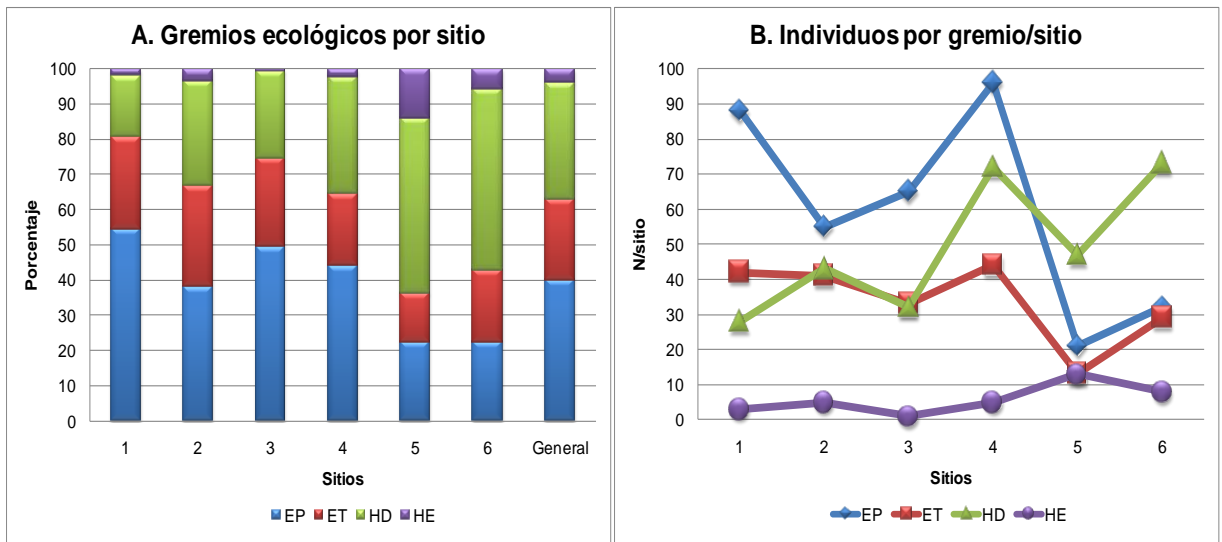 A. Gremios ecológicos por sitio
Porcentaje
100
90
80
70
60
50
40
30
20
10
0
1 2 3 4 5 6 General
Sitios
EP ET HD HE
B. Individuos por gremio/sitio
N/sitio
100
90
80
70
60
50
40
30
20
10
0
1 2 3 4 5 6
Sitios
EP ET HD HE